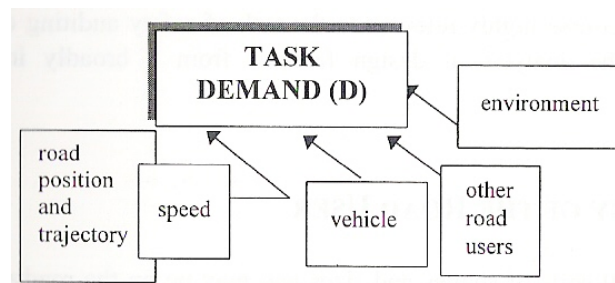 TASK
DEMAND (D)
environment
road
position
and
trajectory
speed
vehicle
other
road
users